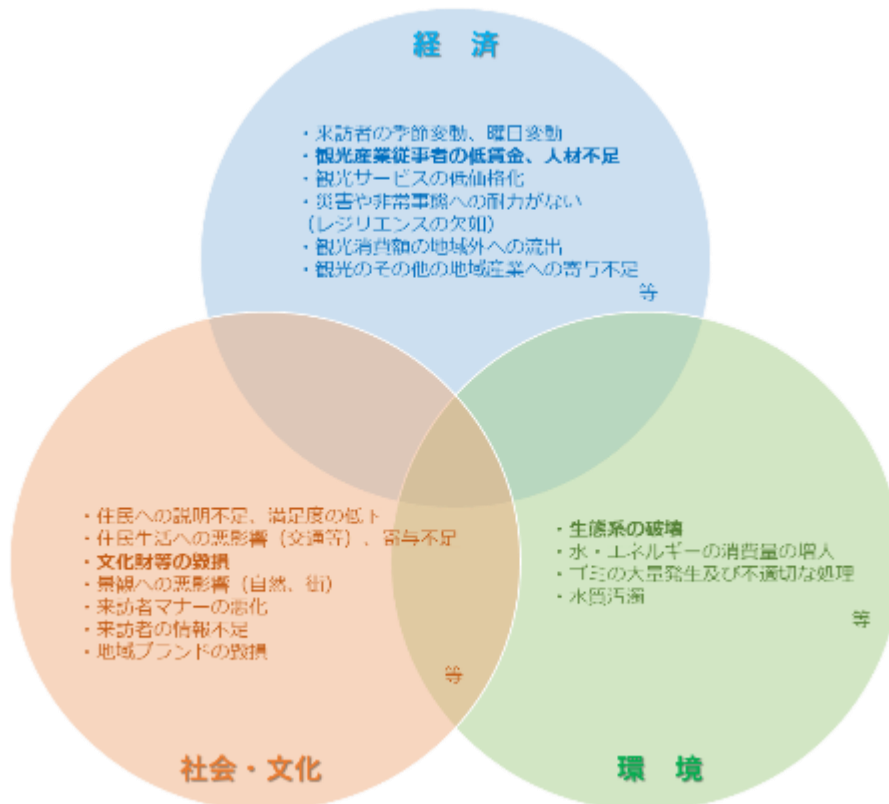 経 済
・来訪者の季節変動、曜日変動
・観光産業従事者の低賃金、人材不足
・観光サービスの低価格化
・災害や非常事態への耐力がない
（レジリエンスの欠如）
・観光消費額の地域外への流出
・観光のその他の地域産業への寄与不足
等
・住民への説明不足、満足度の低下
・住民生活への悪影響（交通等）、寄与不足
・文化財等の毀損
・景観への悪影響（自然、街）
・来訪者マナーの悪化
・来訪者の情報不足
・地域ブランドの毀損
等
社会・文化
・生態系の破壊
・水・エネルギーの消費量の増大
・ゴミの大量発生及び不適切な処理
・水質汚濁
等
環 境